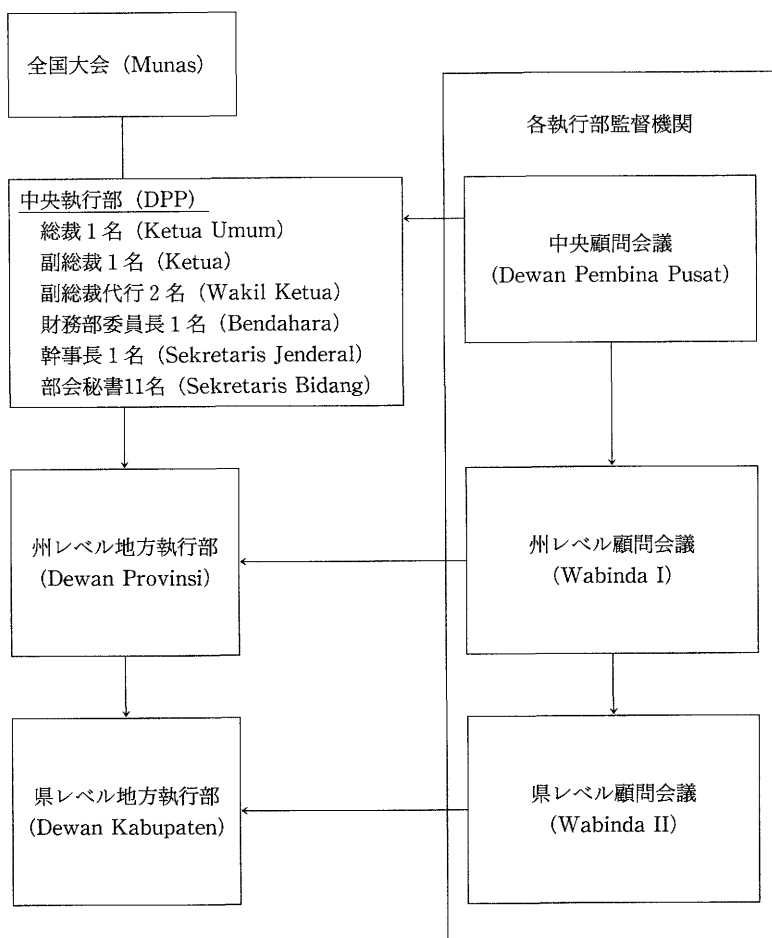 全国大会 (Munas)
各執行部監督機関
中央執行部 (DPP)
総裁1名 (Ketua Umum)
副総裁1名 (Ketua)
副総裁代行2名 (Wakil Ketua)
財務部委員長1名 (Bendahara)
幹事長1名 (Sekretaris Jenderal)
部会秘書11名 (Sekretaris Bidang)
中央顧問会議
(Dewan Pembina Pusat)
州レベル地方執行部
(Dewan Provinsi)
州レベル顧問会議
(Wabinda I)
県レベル地方執行部
(Dewan Kabupaten)
県レベル顧問会議
(Wabinda II)